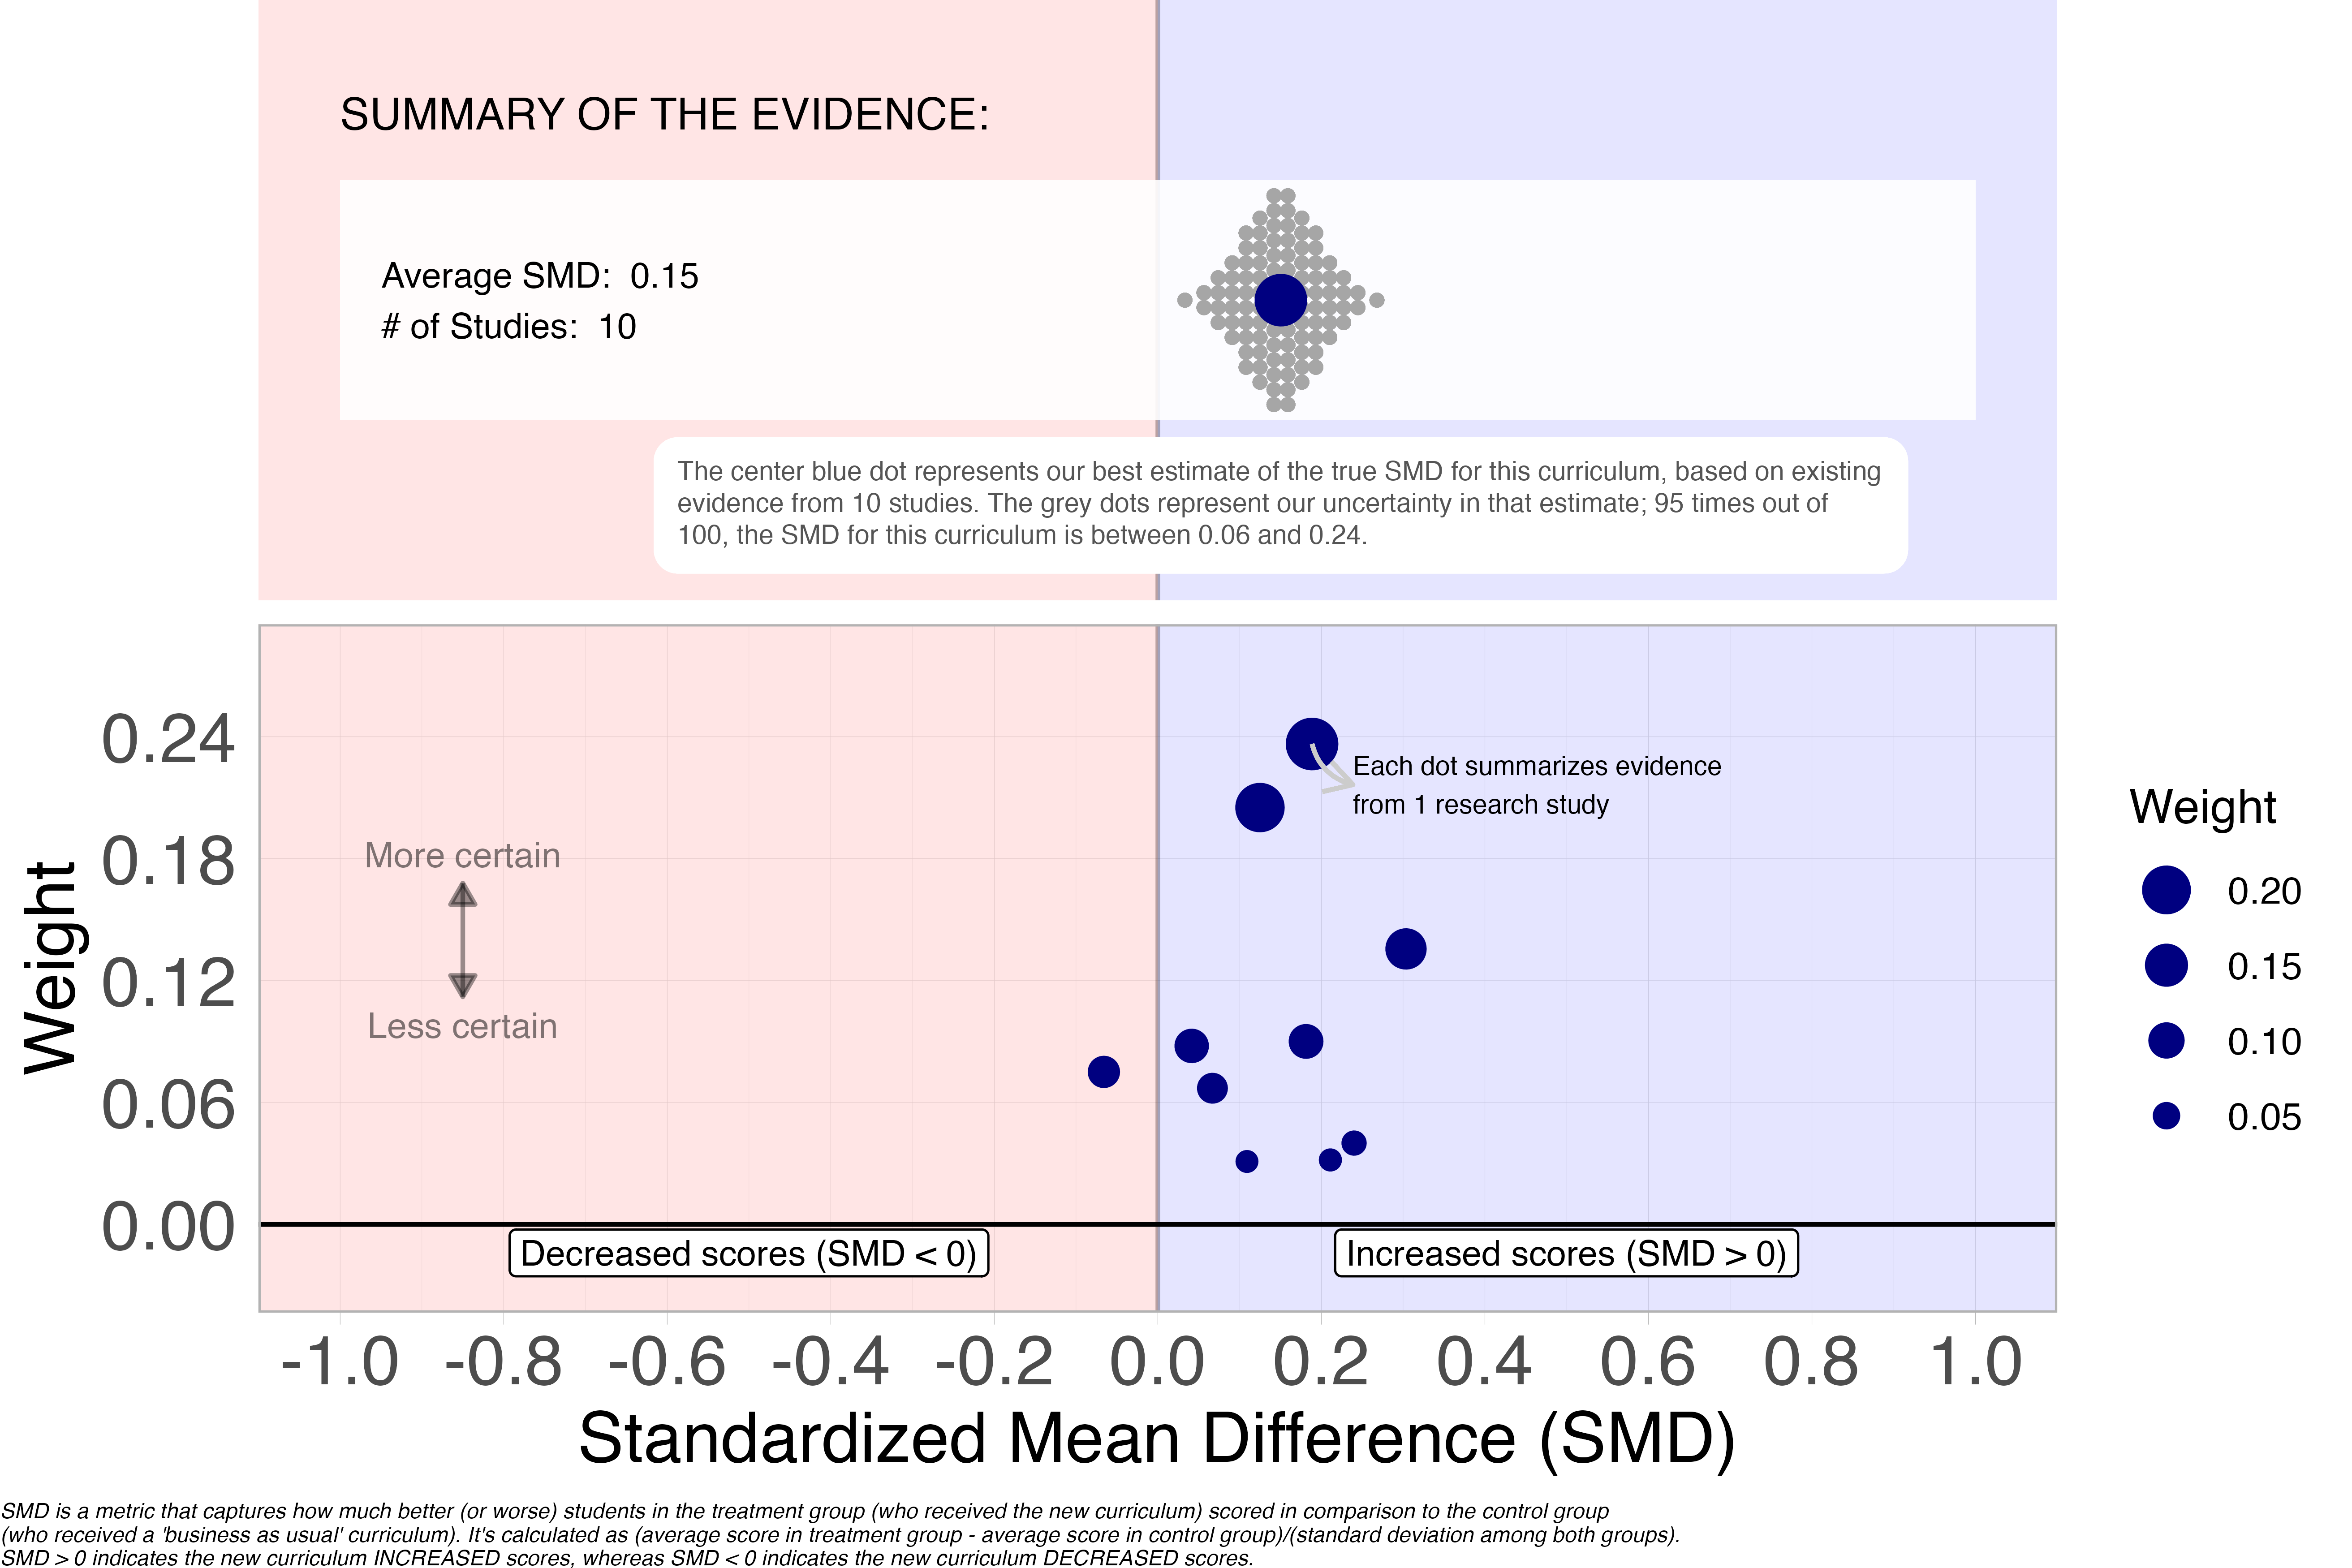 SUMMARY OF THE EVIDENCE:
Average SMD: 0.15
# of Studies: 10
The center blue dot represents our best estimate of the true SMD for this curriculum, based on existing
evidence from 10 studies. The grey dots represent our uncertainty in that estimate; 95 times out of
100, the SMD for this curriculum is between 0.06 and 0.24.
Weight
0.24
0.18
0.12
0.06
0.00
More certain
Less certain
Each dot summarizes evidence
from 1 research study
Decreased scores (SMD < 0)
Increased scores (SMD > 0)
Weight
0.20
0.15
0.10
0.05
-1.0 -0.8 -0.6 -0.4 -0.2 0.0 0.2 0.4 0.6 0.8 1.0
Standardized Mean Difference (SMD)
SMD is a metric that captures how much better (or worse) students in the treatment group (who received the new curriculum) scored in comparison to the control group
(who received a 'business as usual' curriculum). It's calculated as (average score in treatment group - average score in control group)/(standard deviation among both groups).
SMD > 0 indicates the new curriculum INCREASED scores, whereas SMD < 0 indicates the new curriculum DECREASED scores.